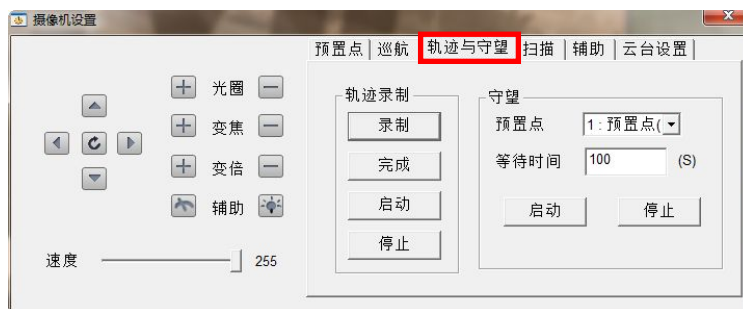 摄像机设置
预置点 巡航 轨迹与守望 扫描 辅助 云台设置
光圈
变焦
变倍
辅助
速度 255
轨迹录制
录制
完成
启动
停止
守望
预置点 1:预置点(
等待时间 100 (S)
启动 停止